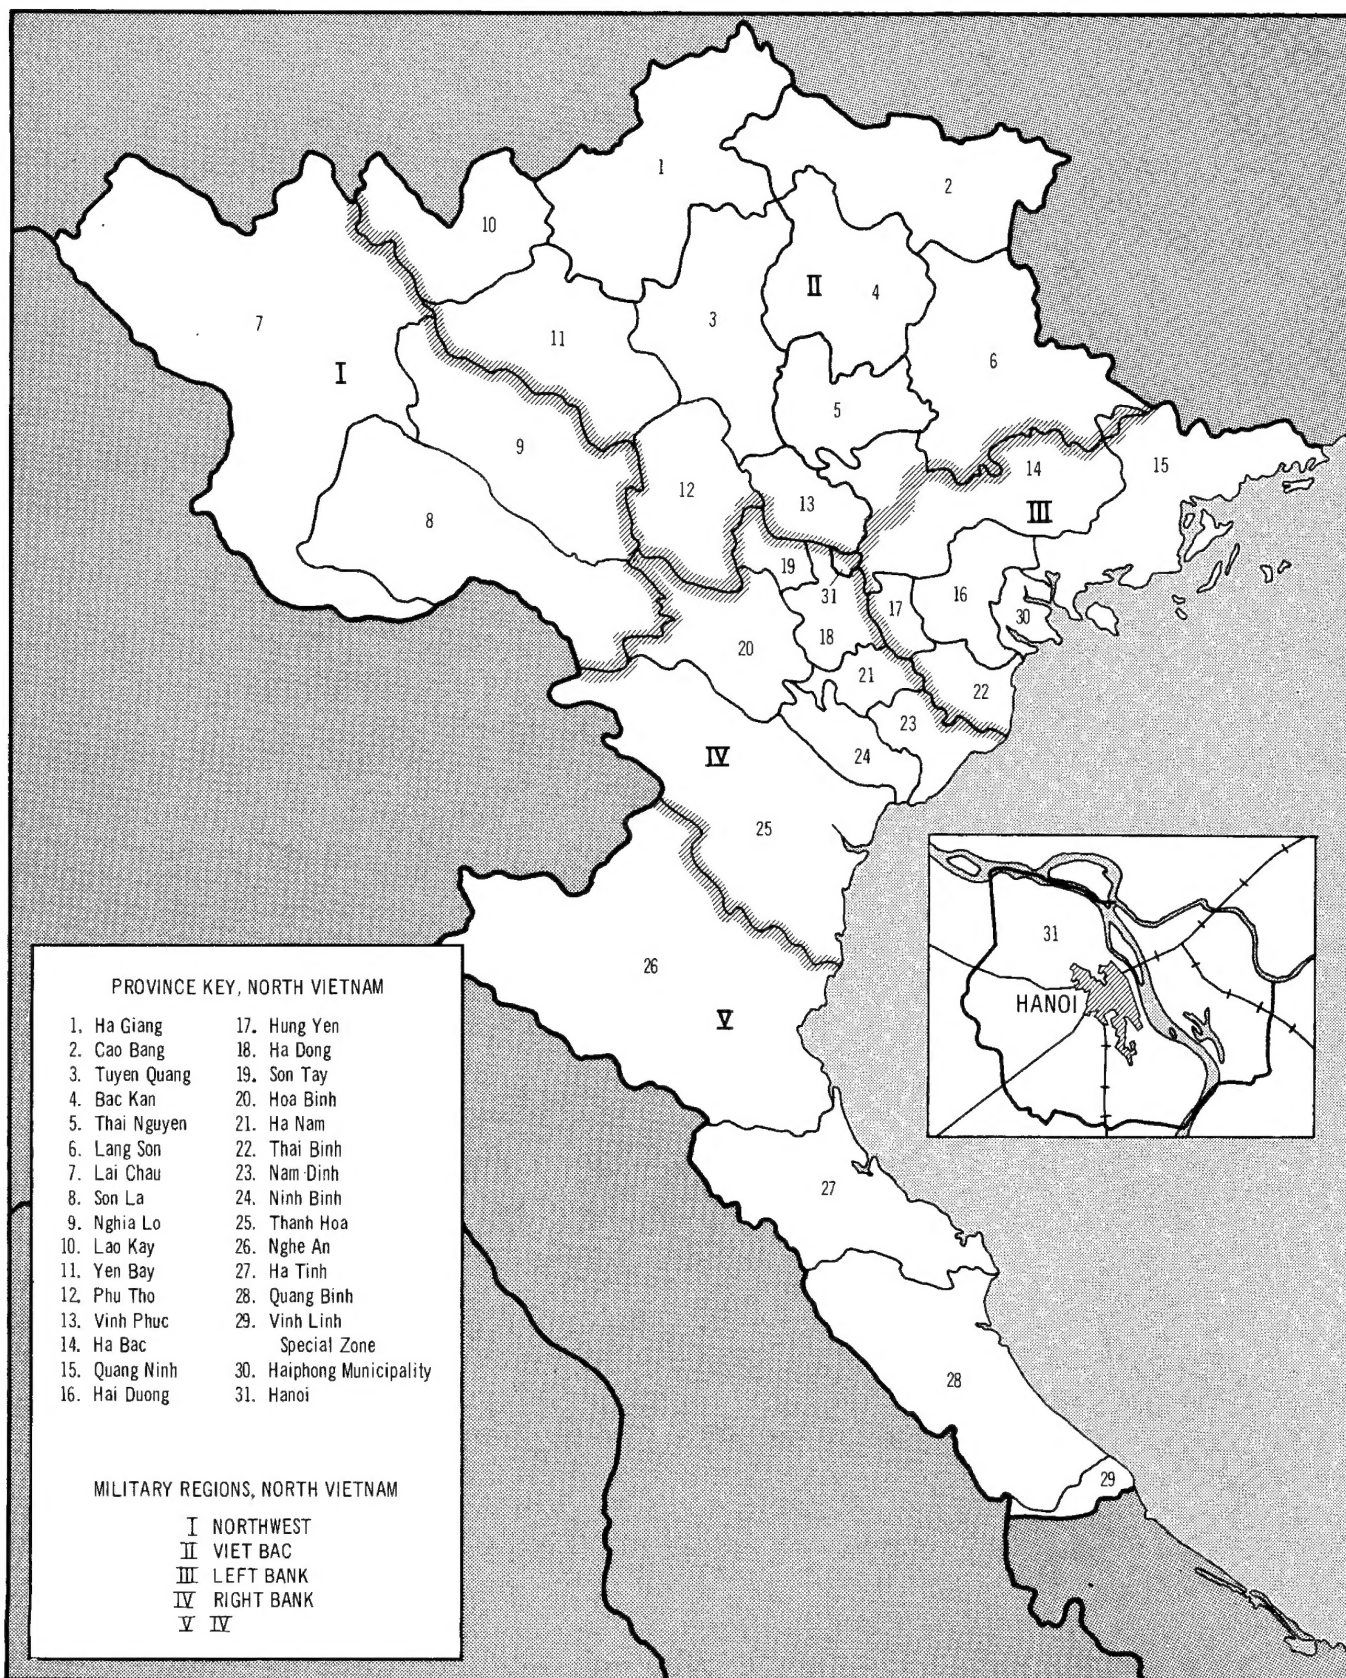 1
2
10
II
4
7
3
11
6
I
5
9
14
15
12
13
III
8
19
31
17
16
30
18
20
21
22
23
IV
24
25
31
26
HANOI
V
27
28
29
PROVINCE KEY, NORTH VIETNAM
1. Ha Giang
2. Cao Bang
3. Tuyen Quang
4. Bac Kan
5. Thai Nguyen
6. Lang Son
7. Lai Chau
8. Son La
9. Nghia Lo
10. Lao Kay
11. Yen Bay
12. Phu Tho
13. Vinh Phuc
14. Ha Bac
15. Quang Ninh
16. Hai Duong
17. Hung Yen
18. Ha Dong
19. Son Tay
20. Hoa Binh
21. Ha Nam
22. Thai Binh
23. Nam Dinh
24. Ninh Binh
25. Thanh Hoa
26. Nghe An
27. Ha Tinh
28. Quang Binh
29. Vinh Linh
Special Zone
30. Haiphong Municipality
31. Hanoi
MILITARY REGIONS, NORTH VIETNAM
I NORTHWEST
II VIET BAC
III LEFT BANK
IV RIGHT BANK
V IV